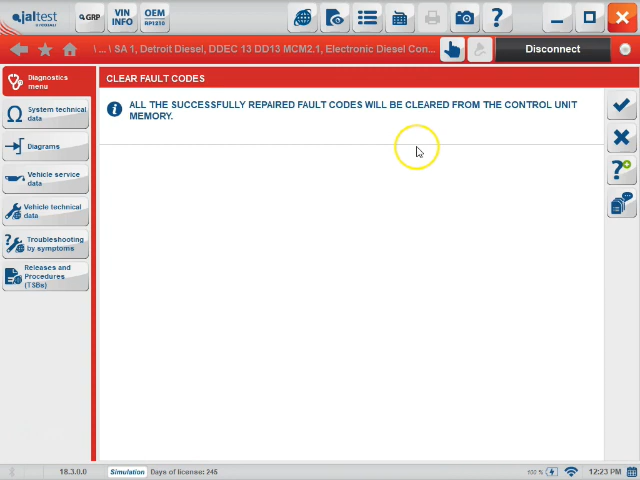 jaltest
GRP
VIN
INFO
OEM
RP1210
\ ... \ SA 1, Detroit Diesel, DDEC 13 DD13 MCM2.1, Electronic Diesel Con...
Disconnect
Diagnostics
menu
CLEAR FAULT CODES
ALL THE SUCCESSFULLY REPAIRED FAULT CODES WILL BE CLEARED FROM THE CONTROL UNIT
MEMORY.
System technical
data
Diagrams
Vehicle service
data
Vehicle technical
data
Troubleshooting
by symptoms
Releases and
Procedures
(TSBs)
18.3.0.0
Simulation
Days of license: 245
100 %
12:23 PM